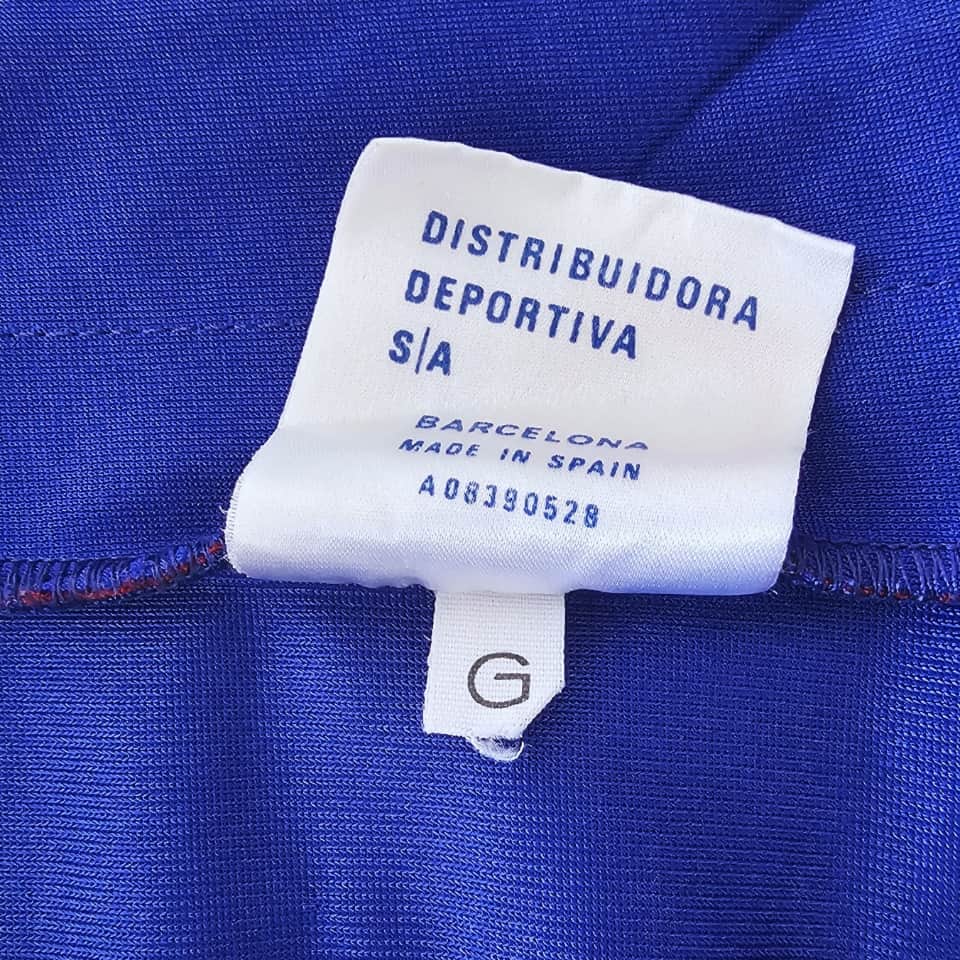 DISTRIBUIDORA
DEPORTIVA
S/A
BARCELONA
MADE IN SPAIN
A08390528
G